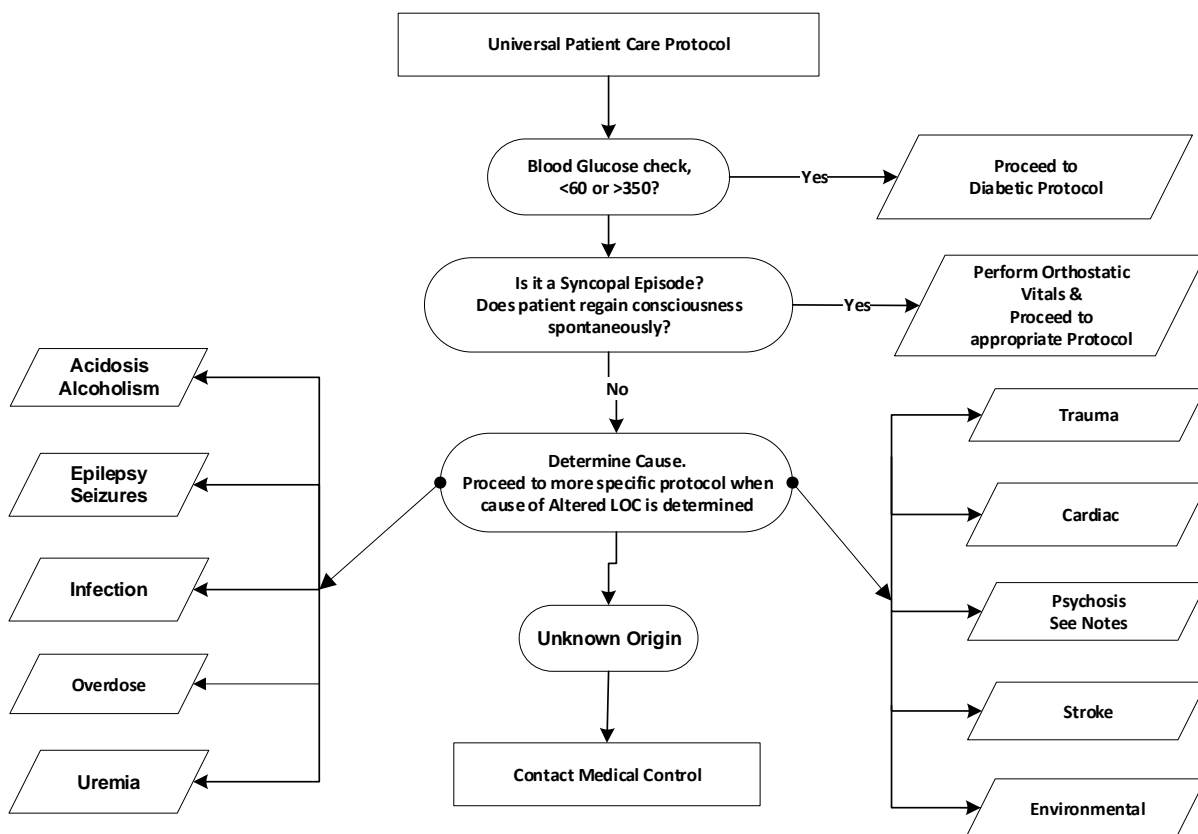 Universal Patient Care Protocol
Blood Glucose check,
<60 or >350?
Yes
Proceed to
Diabetic Protocol
Is it a Syncopal Episode?
Does patient regain consciousness
spontaneously?
Yes
Perform Orthostatic
Vitals &
Proceed to
appropriate Protocol
No
Determine Cause.
Proceed to more specific protocol when
cause of Altered LOC is determined
Acidosis
Alcoholism
Epilepsy
Seizures
Infection
Overdose
Uremia
Trauma
Cardiac
Psychosis
See Notes
Stroke
Environmental
Unknown Origin
Contact Medical Control